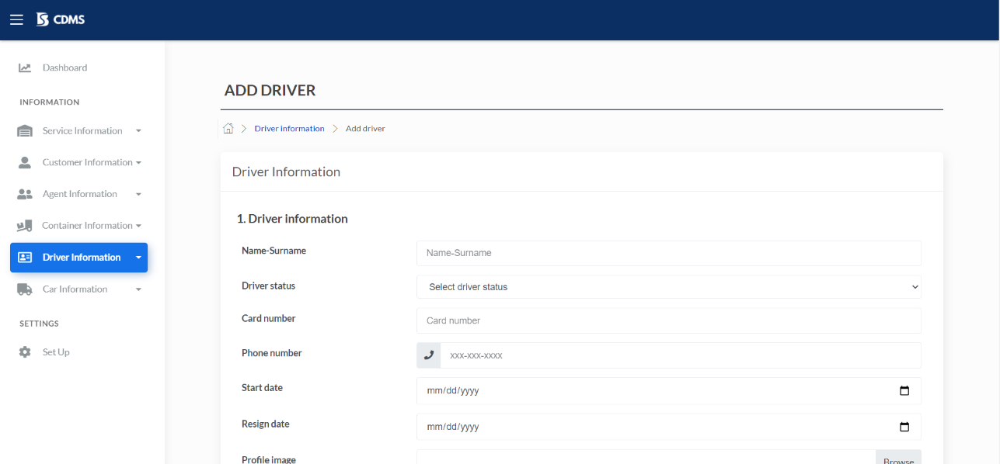 CDMS
Dashboard
INFORMATION
Service Information
Customer Information
Agent Information
Container Information
Driver Information
Car Information
SETTINGS
Set Up
ADD DRIVER
Driver information
Add driver
Driver Information
1. Driver information
Name-Surname
Name-Surname
Driver status
Select driver status
Card number
Card number
Phone number
xxx-xxx-xxxx
Start date
mm/dd/yyyy
Resign date
mm/dd/yyyy
Profile image
Browse